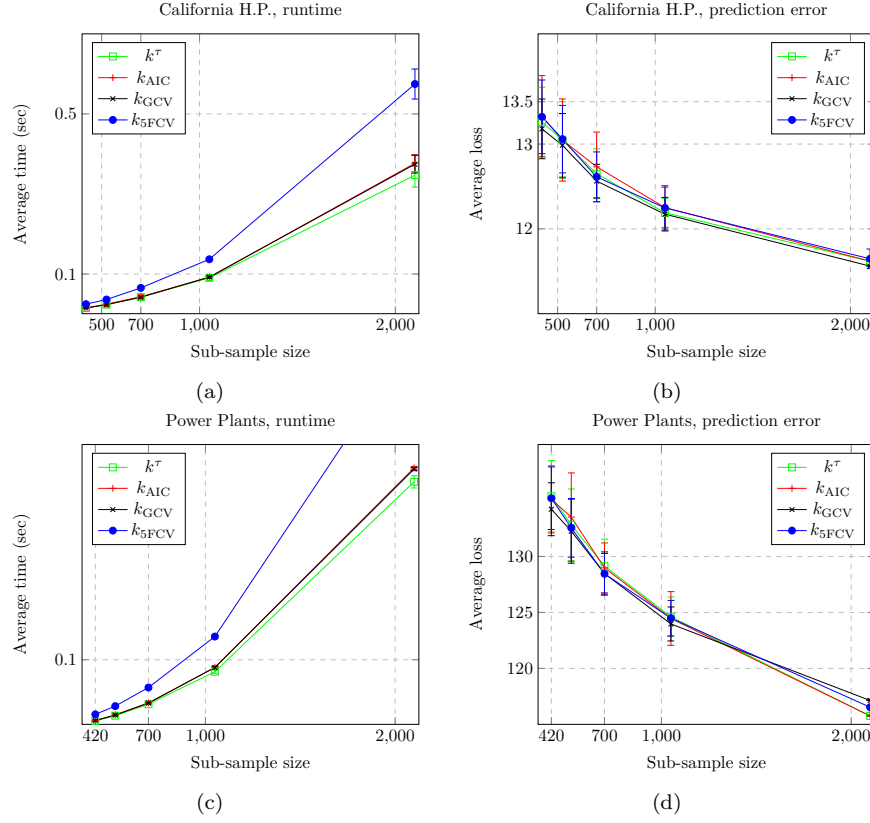 California H.P., runtime
Average time (sec)
0.5
0.1
k^τ
k_AIC
k_GCV
k_5FCV
500 700 1,000 2,000
Sub-sample size
(a)
California H.P., prediction error
Average loss
13.5
13
12
k^τ
k_AIC
k_GCV
k_5FCV
500 700 1,000 2,000
Sub-sample size
(b)
Power Plants, runtime
Average time (sec)
0.1
k^τ
k_AIC
k_GCV
k_5FCV
420 700 1,000 2,000
Sub-sample size
(c)
Power Plants, prediction error
Average loss
130
125
120
k^τ
k_AIC
k_GCV
k_5FCV
420 700 1,000 2,000
Sub-sample size
(d)